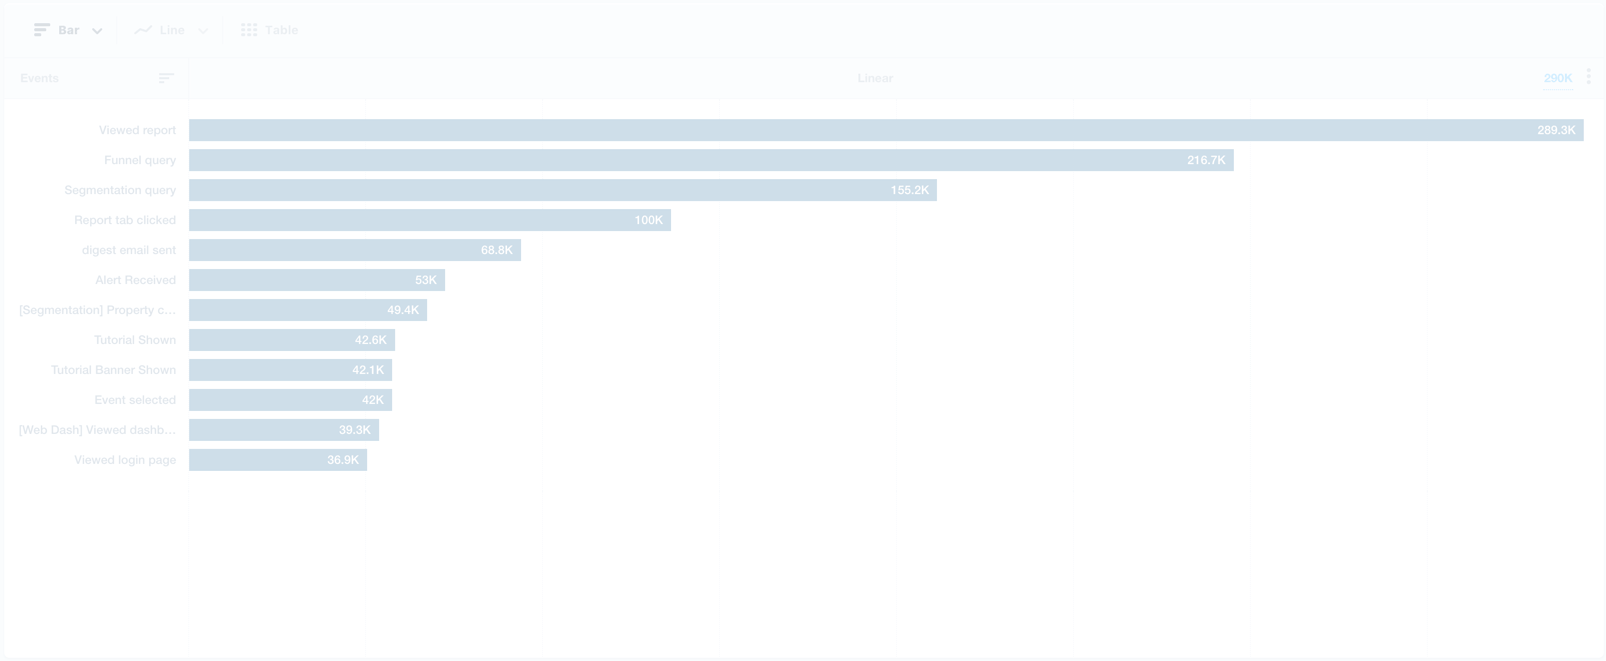 Bar Line Table
Events Linear 290K
Viewed report 289.3K
Funnel query 216.7K
Segmentation query 155.2K
Report tab clicked 100K
digest email sent 68.8K
Alert Received 53K
[Segmentation] Property c... 49.4K
Tutorial Shown 42.6K
Tutorial Banner Shown 42.1K
Event selected 42K
[Web Dash] Viewed dashb... 39.3K
Viewed login page 36.9K